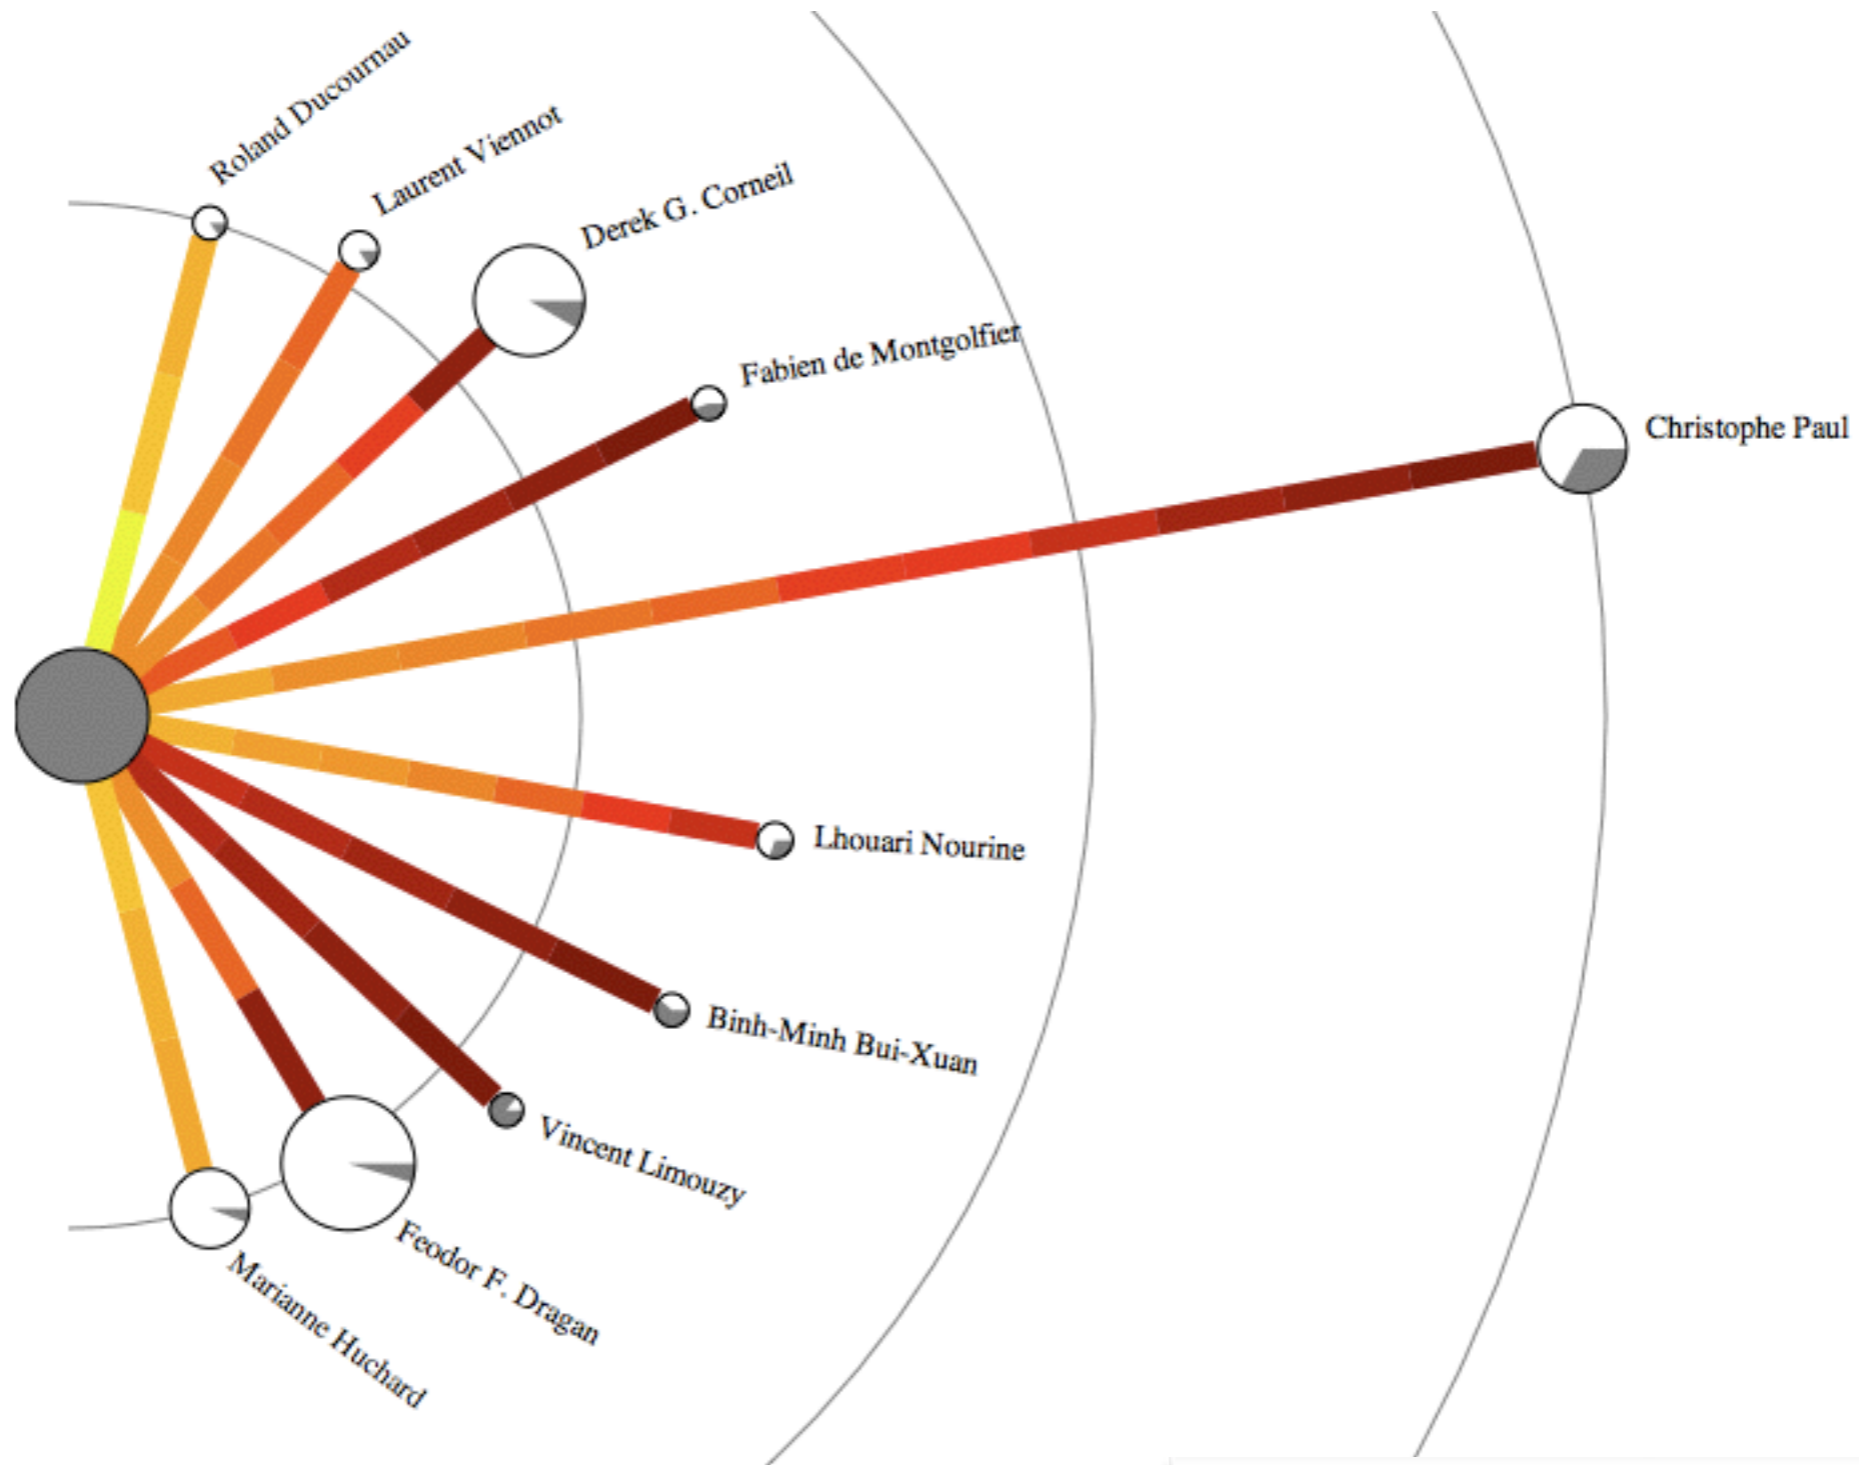 Roland Ducournau
Laurent Viennot
Derek G. Corneil
Fabien de Montgolfier
Christophe Paul
Lhouari Nourine
Binh-Minh Bui-Xuan
Vincent Limouzy
Feodor F. Dragan
Marianne Huchard